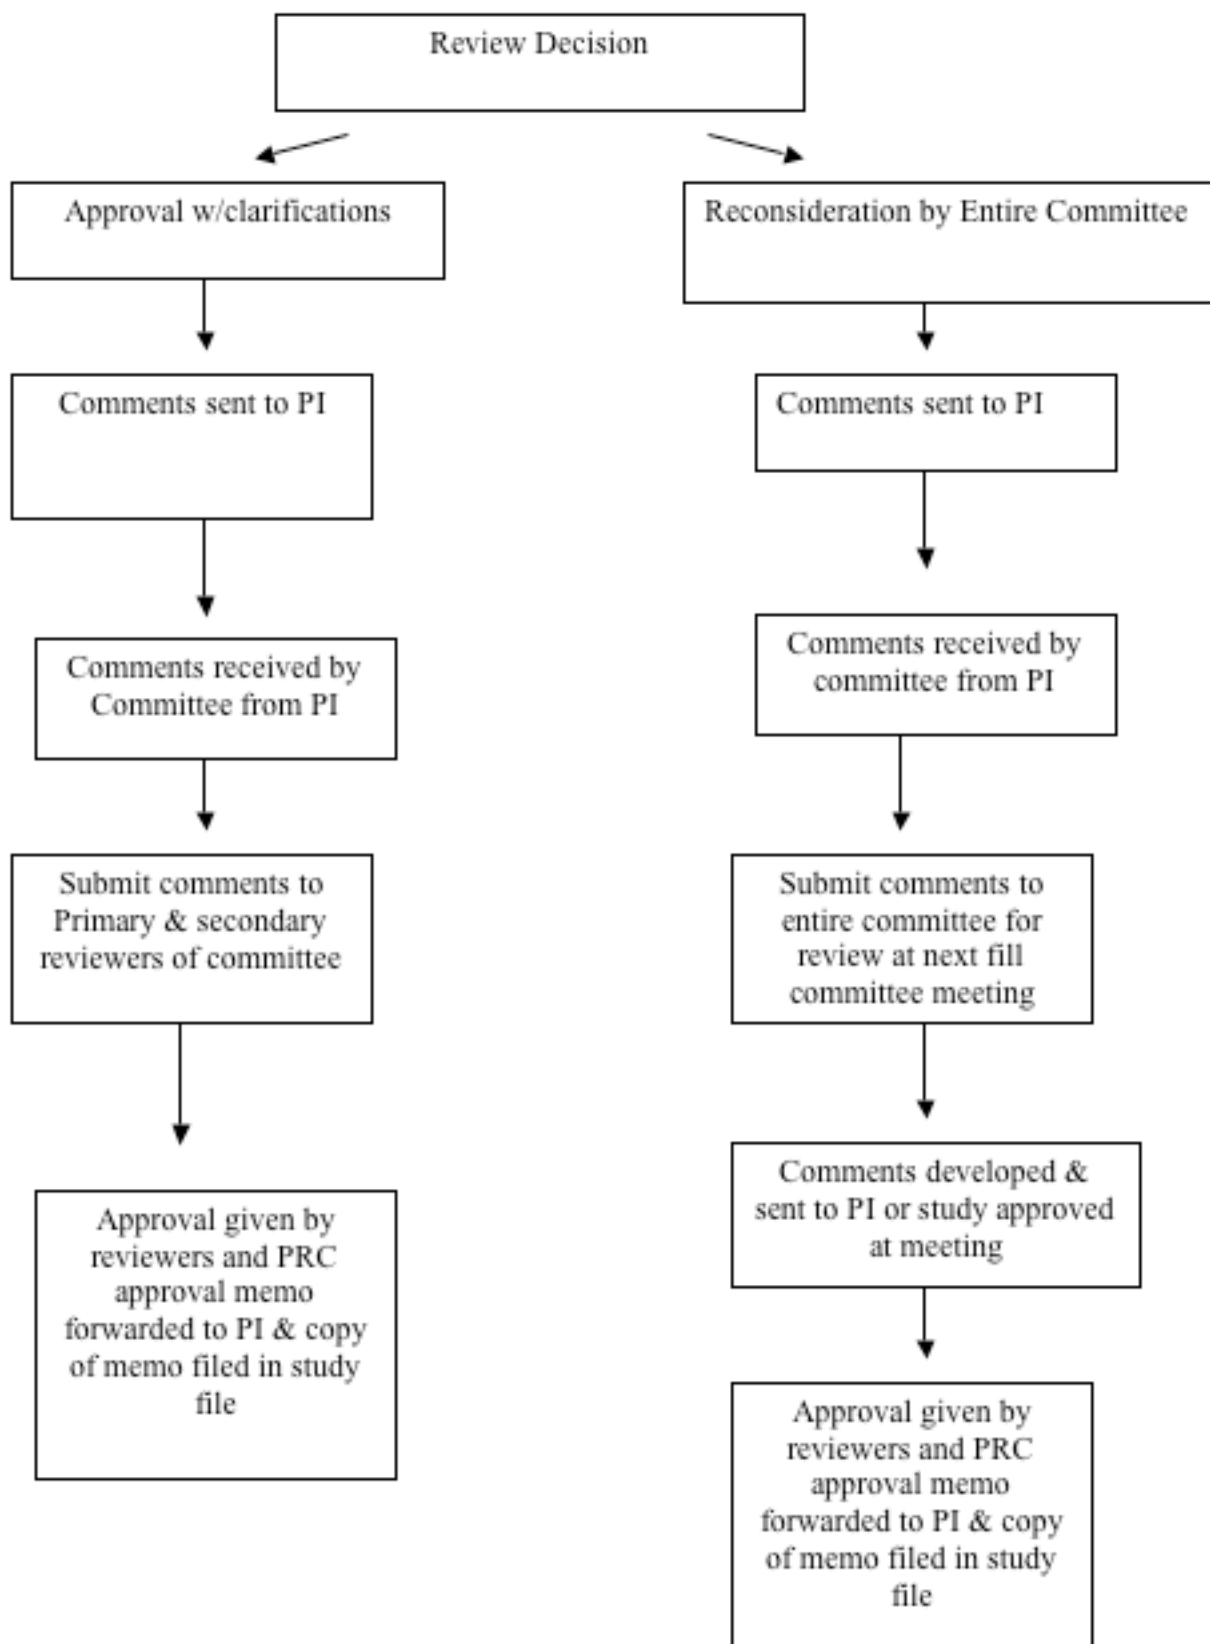 Review Decision
Approval w/clarifications
Reconsideration by Entire Committee
Comments sent to PI
Comments sent to PI
Comments received by
Committee from PI
Comments received by
committee from PI
Submit comments to
Primary & secondary
reviewers of committee
Submit comments to
entire committee for
review at next fill
committee meeting
Comments developed &
sent to PI or study approved
at meeting
Approval given by
reviewers and PRC
approval memo
forwarded to PI & copy
of memo filed in study
file
Approval given by
reviewers and PRC
approval memo
forwarded to PI & copy
of memo filed in study
file